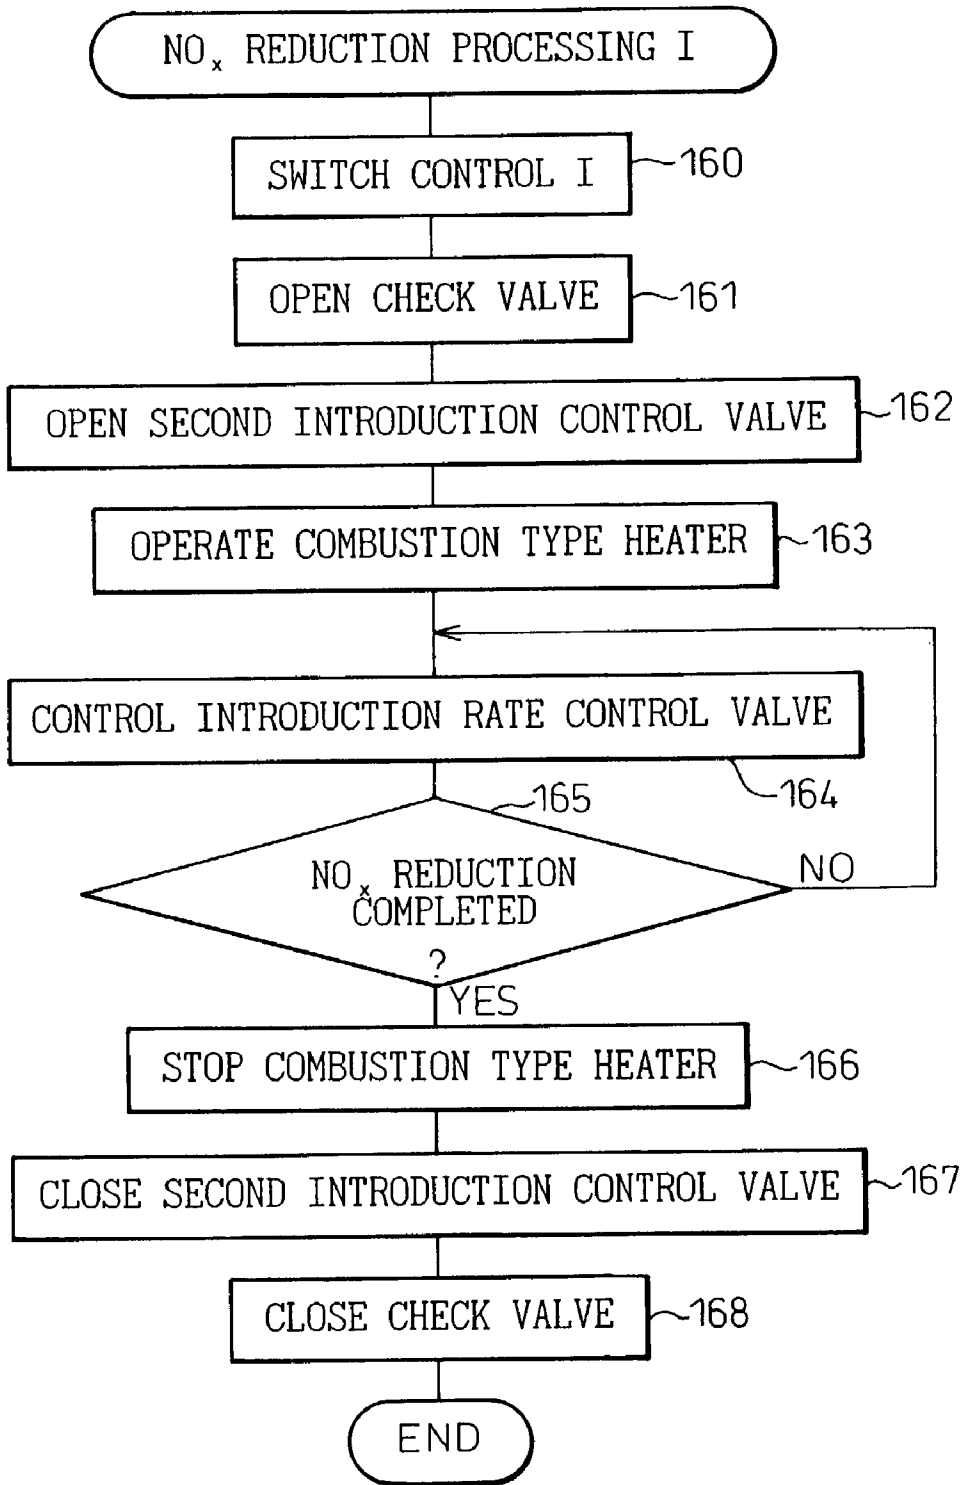 NOx REDUCTION PROCESSING I
SWITCH CONTROL I
160
OPEN CHECK VALVE
161
OPEN SECOND INTRODUCTION CONTROL VALVE
162
OPERATE COMBUSTION TYPE HEATER
163
CONTROL INTRODUCTION RATE CONTROL VALVE
164
165
NOx REDUCTION
COMPLETED
?
NO
YES
STOP COMBUSTION TYPE HEATER
166
CLOSE SECOND INTRODUCTION CONTROL VALVE
167
CLOSE CHECK VALVE
168
END